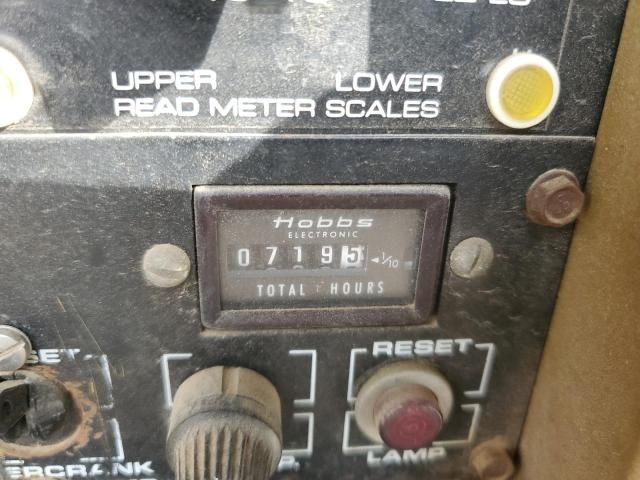 UPPER LOWER
READ METER SCALES
Hobbs
ELECTRONIC
07195 ◄1/10
TOTAL HOURS
RESET
LAMP